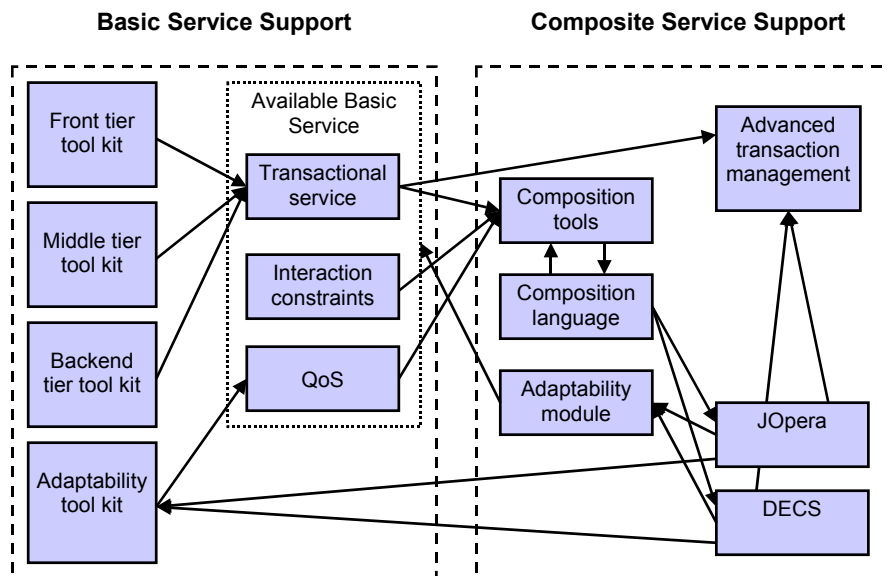 Basic Service Support
Composite Service Support
Front tier
tool kit
Middle tier
tool kit
Backend
tier tool kit
Adaptability
tool kit
Available Basic
Service
Transactional
service
Interaction
constraints
QoS
Composition
tools
Composition
language
Adaptability
module
Advanced
transaction
management
JOpera
DECS